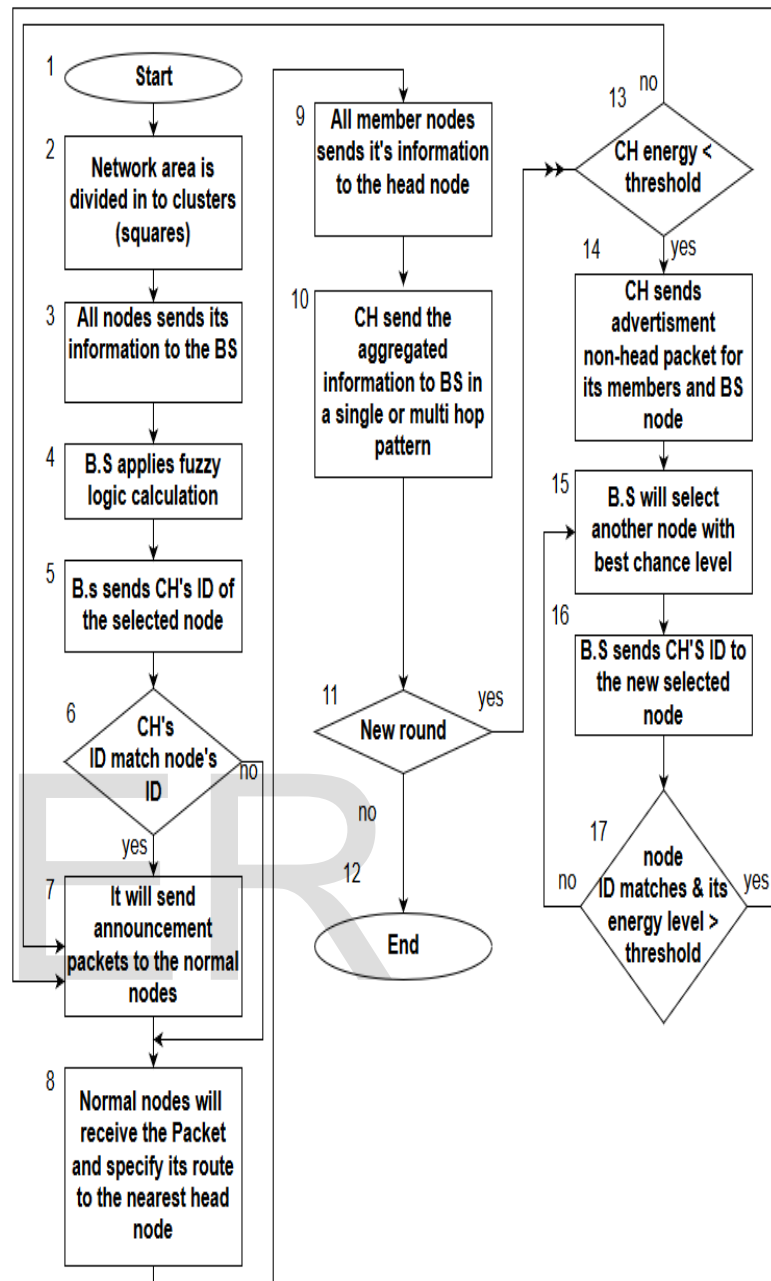 1
Start
2
Network area is
divided in to clusters
(squares)
3
All nodes sends its
information to the BS
4
B.S applies fuzzy
logic calculation
5
B.s sends CH's ID of
the selected node
6
CH's
ID match node's
ID
no
yes
7
It will send
announcement
packets to the normal
nodes
8
Normal nodes will
receive the Packet
and specify its route
to the nearest head
node
9
All member nodes
sends it's information
to the head node
10
CH send the
aggregated
information to BS in
a single or multi hop
pattern
11
New round
yes
no
12
End
13
no
CH energy <
threshold
yes
14
CH sends
advertisment
non-head packet for
its members and BS
node
15
B.S will select
another node with
best chance level
16
B.S sends CH'S ID to
the new selected
node
17
node
ID matches & its
energy level >
threshold
no
yes
ER